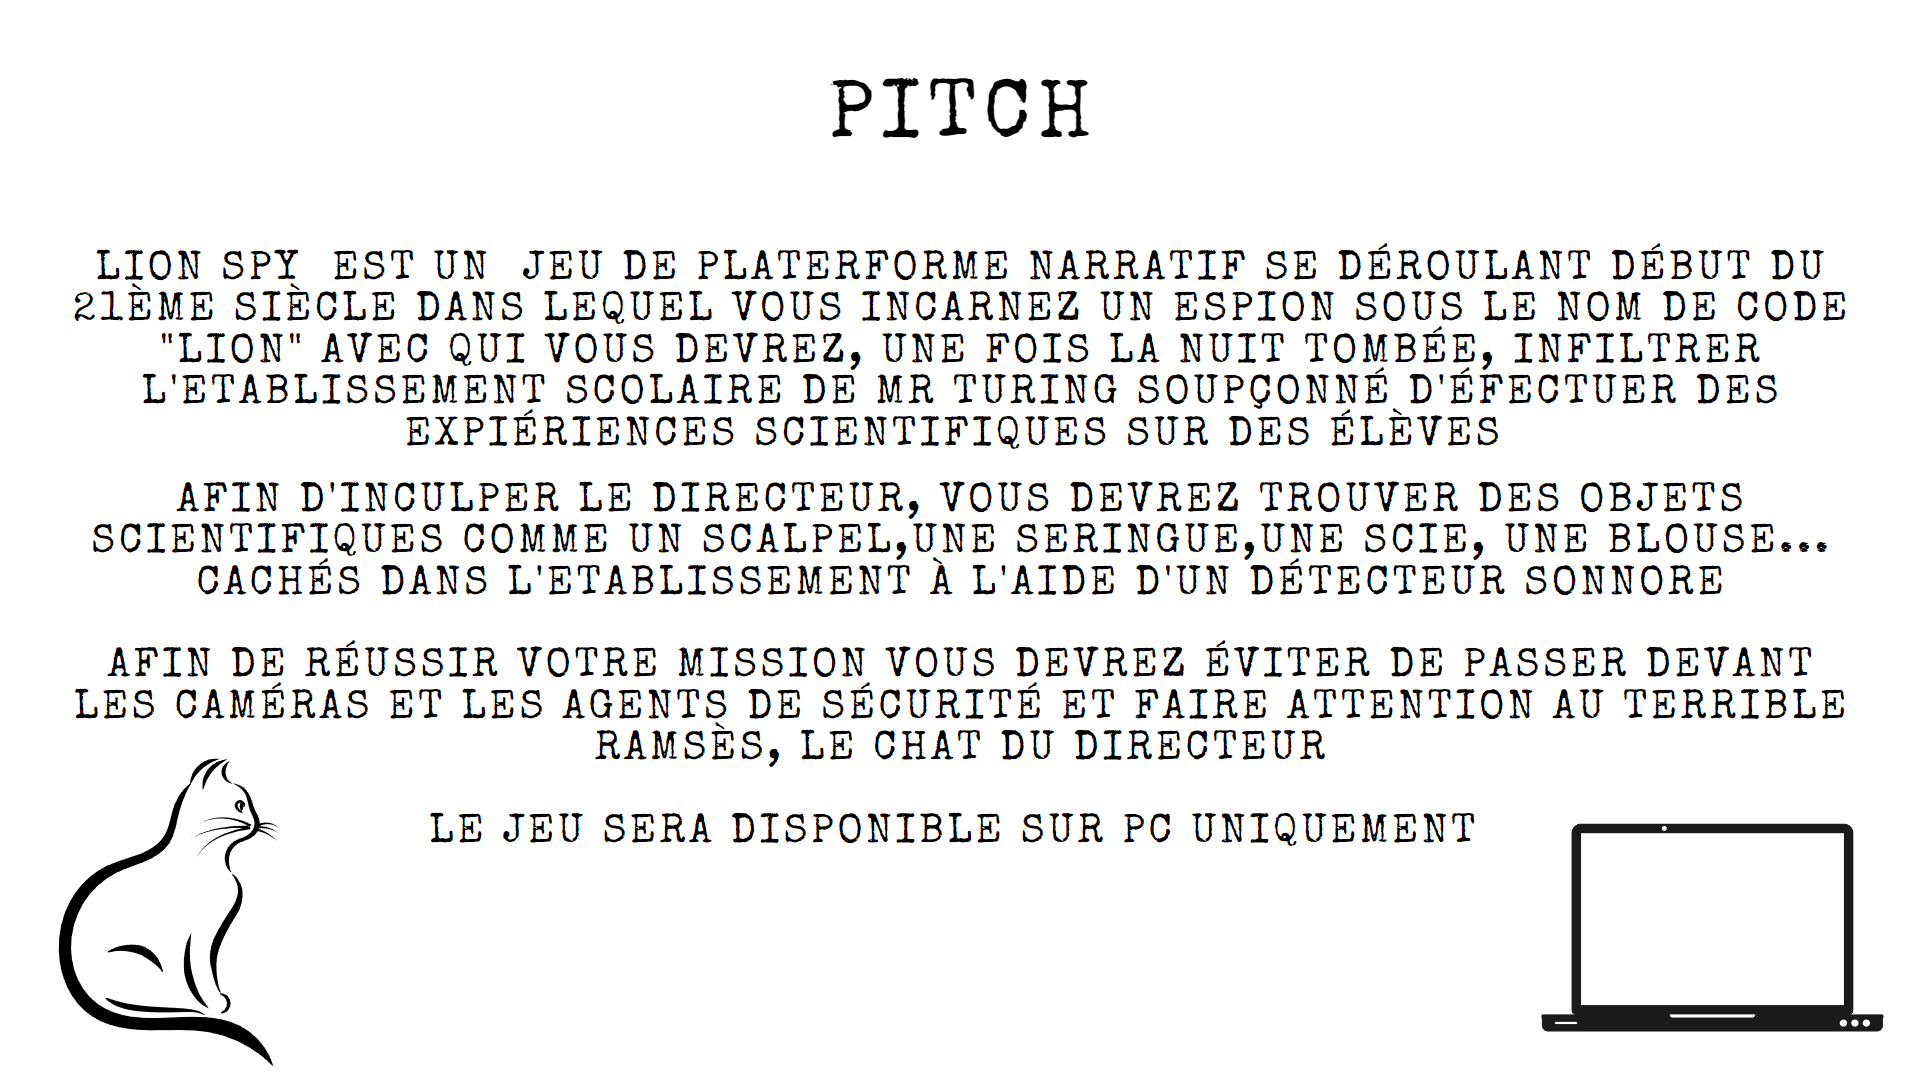 PITCH
LION SPY  EST UN  JEU DE PLATERFORME NARRATIF SE DÉROULANT DÉBUT DU
21ÈME SIÈCLE DANS LEQUEL VOUS INCARNEZ UN ESPION SOUS LE NOM DE CODE
"LION" AVEC QUI VOUS DEVREZ, UNE FOIS LA NUIT TOMBÉE, INFILTRER
L'ETABLISSEMENT SCOLAIRE DE MR TURING SOUPÇONNÉ D'ÉFECTUER DES
EXPIÉRIENCES SCIENTIFIQUES SUR DES ÉLÈVES
AFIN D'INCULPER LE DIRECTEUR, VOUS DEVREZ TROUVER DES OBJETS
SCIENTIFIQUES COMME UN SCALPEL,UNE SERINGUE,UNE SCIE, UNE BLOUSE...
CACHÉS DANS L'ETABLISSEMENT À L'AIDE D'UN DÉTECTEUR SONNORE
AFIN DE RÉUSSIR VOTRE MISSION VOUS DEVREZ ÉVITER DE PASSER DEVANT
LES CAMÉRAS ET LES AGENTS DE SÉCURITÉ ET FAIRE ATTENTION AU TERRIBLE
RAMSÈS, LE CHAT DU DIRECTEUR
LE JEU SERA DISPONIBLE SUR PC UNIQUEMENT